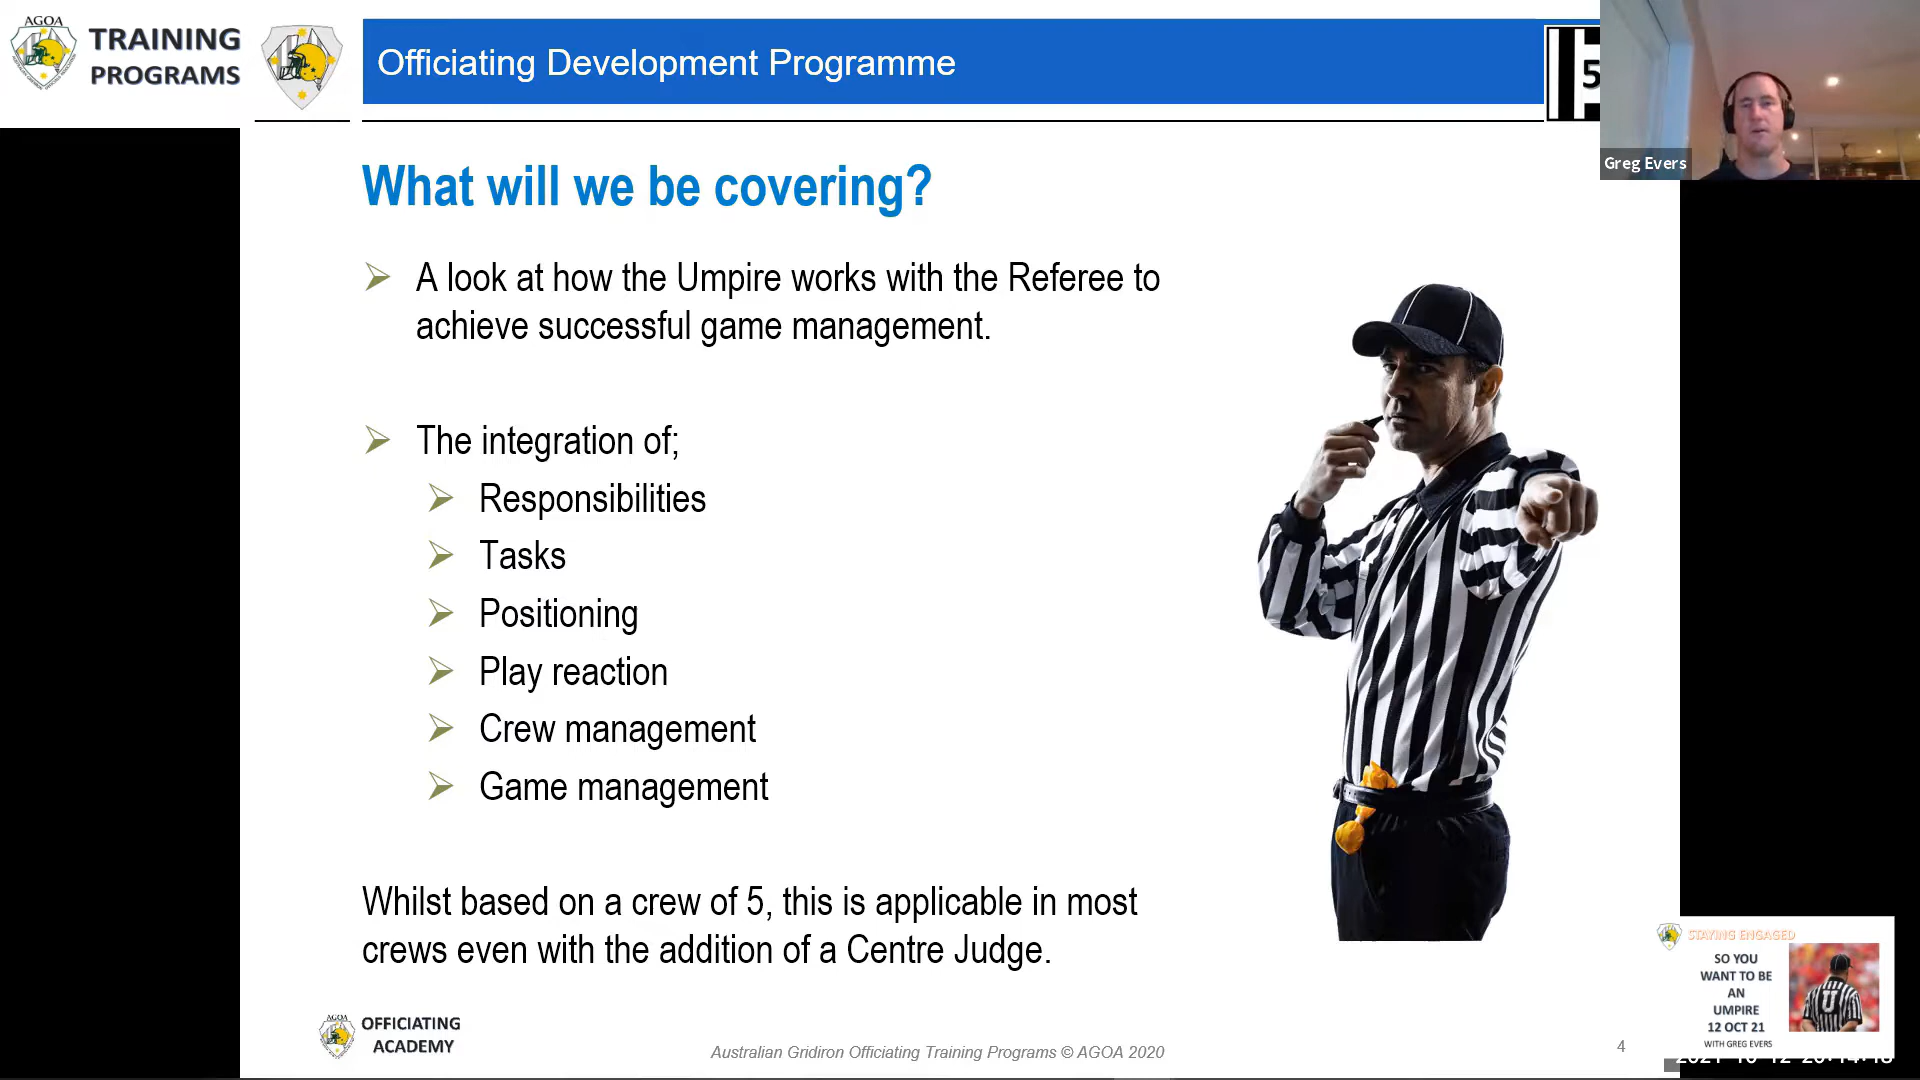 AGOA
TRAINING
PROGRAMS
Officiating Development Programme
5
Greg Evers
What will we be covering?
A look at how the Umpire works with the Referee to
achieve successful game management.
The integration of;
Responsibilities
Tasks
Positioning
Play reaction
Crew management
Game management
Whilst based on a crew of 5, this is applicable in most
crews even with the addition of a Centre Judge.
STAYING ENGAGED
SO YOU
WANT TO BE
AN
UMPIRE
12 OCT 21
WITH GREG EVERS
U
AGOA
OFFICIATING
ACADEMY
Australian Gridiron Officiating Training Programs © AGOA 2020
4